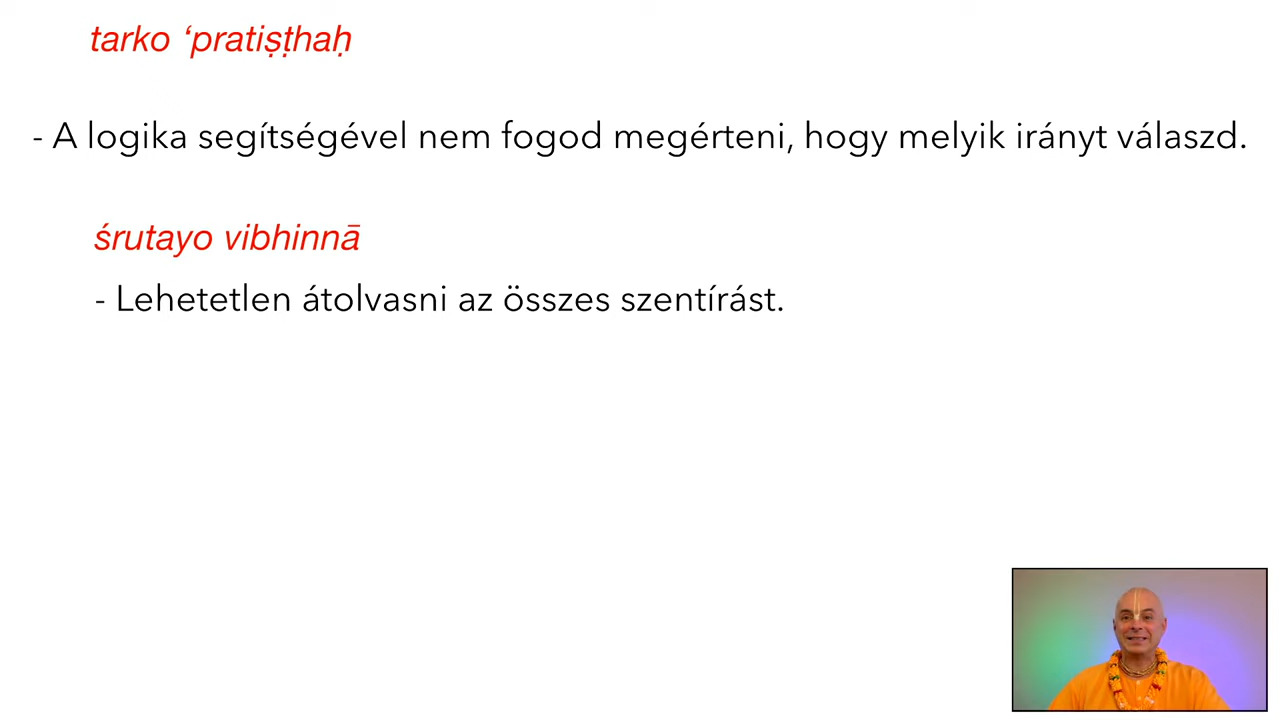 tarko ‘pratiṣṭhaḥ
- A logika segítségével nem fogod megérteni, hogy melyik irányt válaszd.
śrutayo vibhinnā
- Lehetetlen átolvasni az összes szentírást.